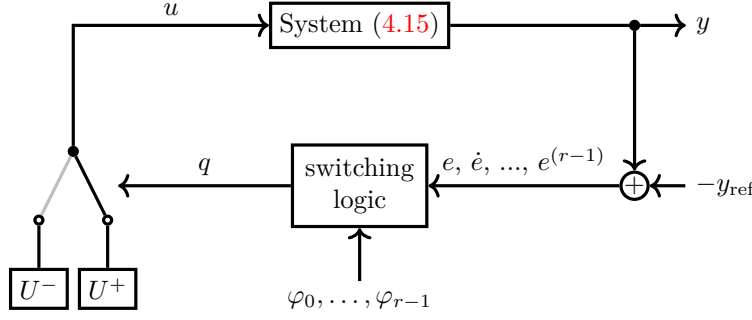 u
System (4.15)
y
q
switching
logic
e, ė, ..., e^(r−1)
+
−y_ref
U^−
U^+
φ_0, …, φ_{r−1}